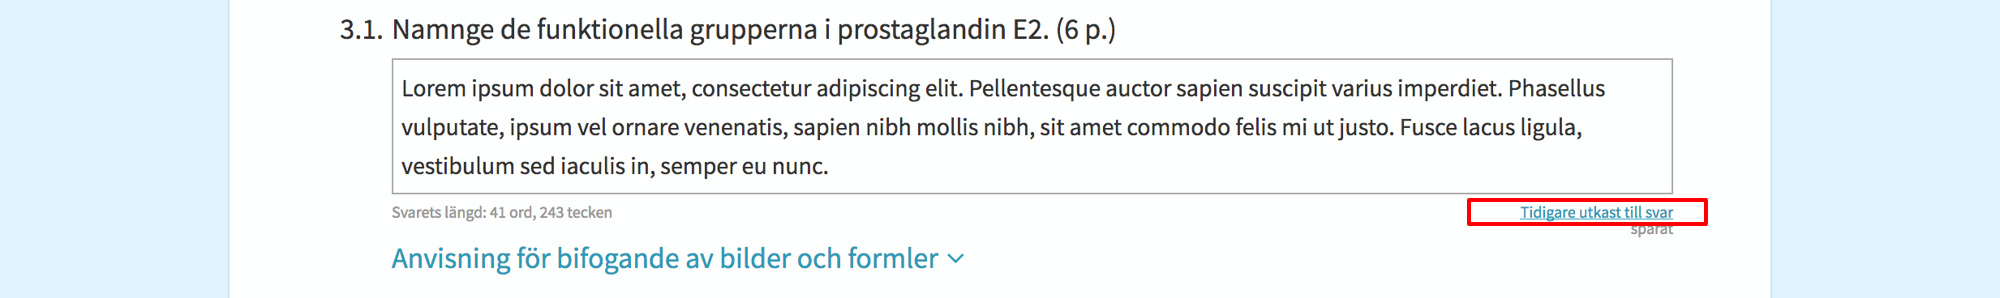 3.1. Namnge de funktionella grupperna i prostaglandin E2. (6 p.)
Lorem ipsum dolor sit amet, consectetur adipiscing elit. Pellentesque auctor sapien suscipit varius imperdiet. Phasellus
vulputate, ipsum vel ornare venenatis, sapien nibh mollis nibh, sit amet commodo felis mi ut justo. Fusce lacus ligula,
vestibulum sed iaculis in, semper eu nunc.
Svarets längd: 41 ord, 243 tecken
Tidigare utkast till svar
sparat
Anvisning för bifogande av bilder och formler